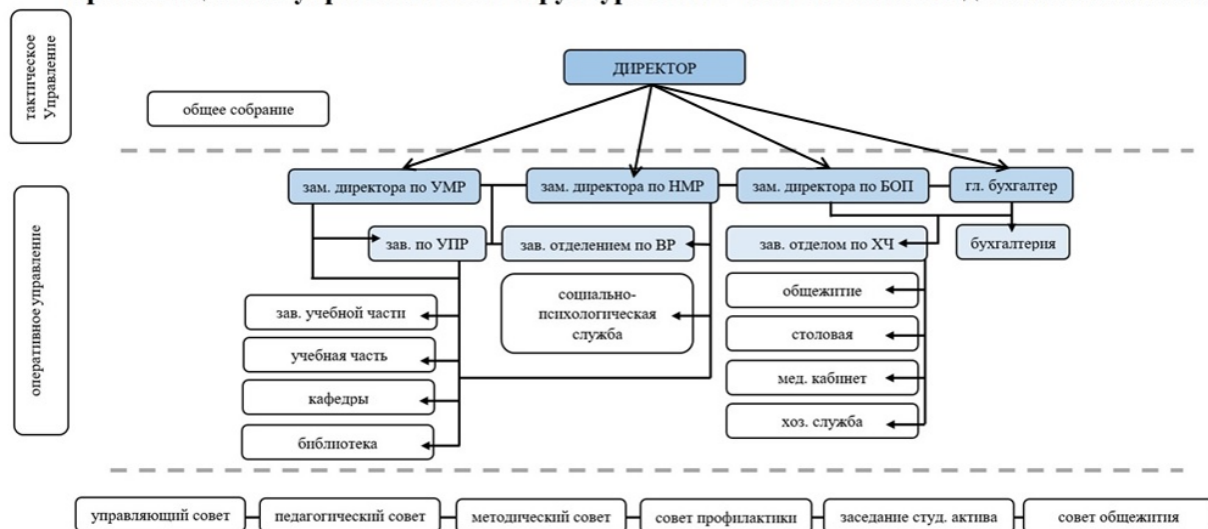 тактическое
Управление
ДИРЕКТОР
общее собрание
оперативное управление
зам. директора по УМР
зам. директора по НМР
зам. директора по БОП
гл. бухгалтер
зав. по УПР
зав. отделением по ВР
зав. отделом по ХЧ
бухгалтерия
социально-
психологическая
служба
зав. учебной части
учебная часть
кафедры
библиотека
общежитие
столовая
мед. кабинет
хоз. служба
управляющий совет
педагогический совет
методический совет
совет профилактики
заседание студ. актива
совет общежития